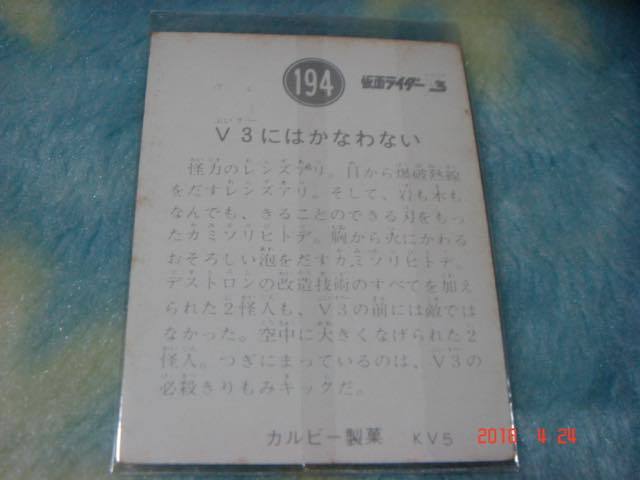 194
仮面ライダー V3
V3にはかなわない
怪力のレンズアリ。目から爆破熱線
をだすレンズアリ。そして、岩も木も
なんでも、きることのできる刃をもっ
たカミソリヒトデ。胸から火にかわる
おそろしい泡をだすカミソリヒトデ。
デストロンの改造技術のすべてを加え
られた2怪人も、V3の前には敵では
なかった。空中に大きくなげられた2
怪人。つぎにまっているのは、V3の
必殺きりもみキックだ。
カルビー製菓 KV5
2016. 4.24